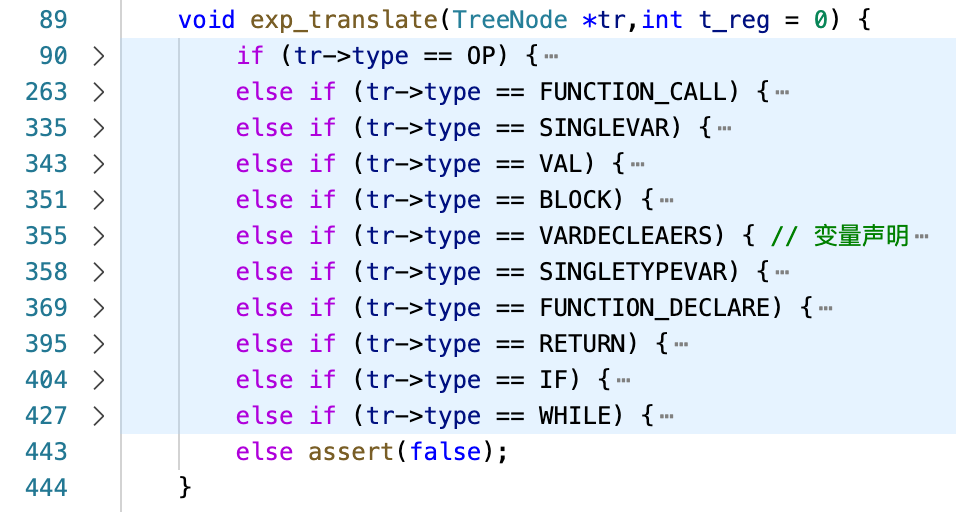 89 void exp_translate(TreeNode *tr,int t_reg = 0) {
90 > if (tr->type == OP) {⋯
263 > else if (tr->type == FUNCTION_CALL) {⋯
335 > else if (tr->type == SINGLEVAR) {⋯
343 > else if (tr->type == VAL) {⋯
351 > else if (tr->type == BLOCK) {⋯
355 > else if (tr->type == VARDECLEAERS) { // 变量声明⋯
358 > else if (tr->type == SINGLETYPEVAR) {⋯
369 > else if (tr->type == FUNCTION_DECLARE) {⋯
395 > else if (tr->type == RETURN) {⋯
404 > else if (tr->type == IF) {⋯
427 > else if (tr->type == WHILE) {⋯
443 else assert(false);
444 }